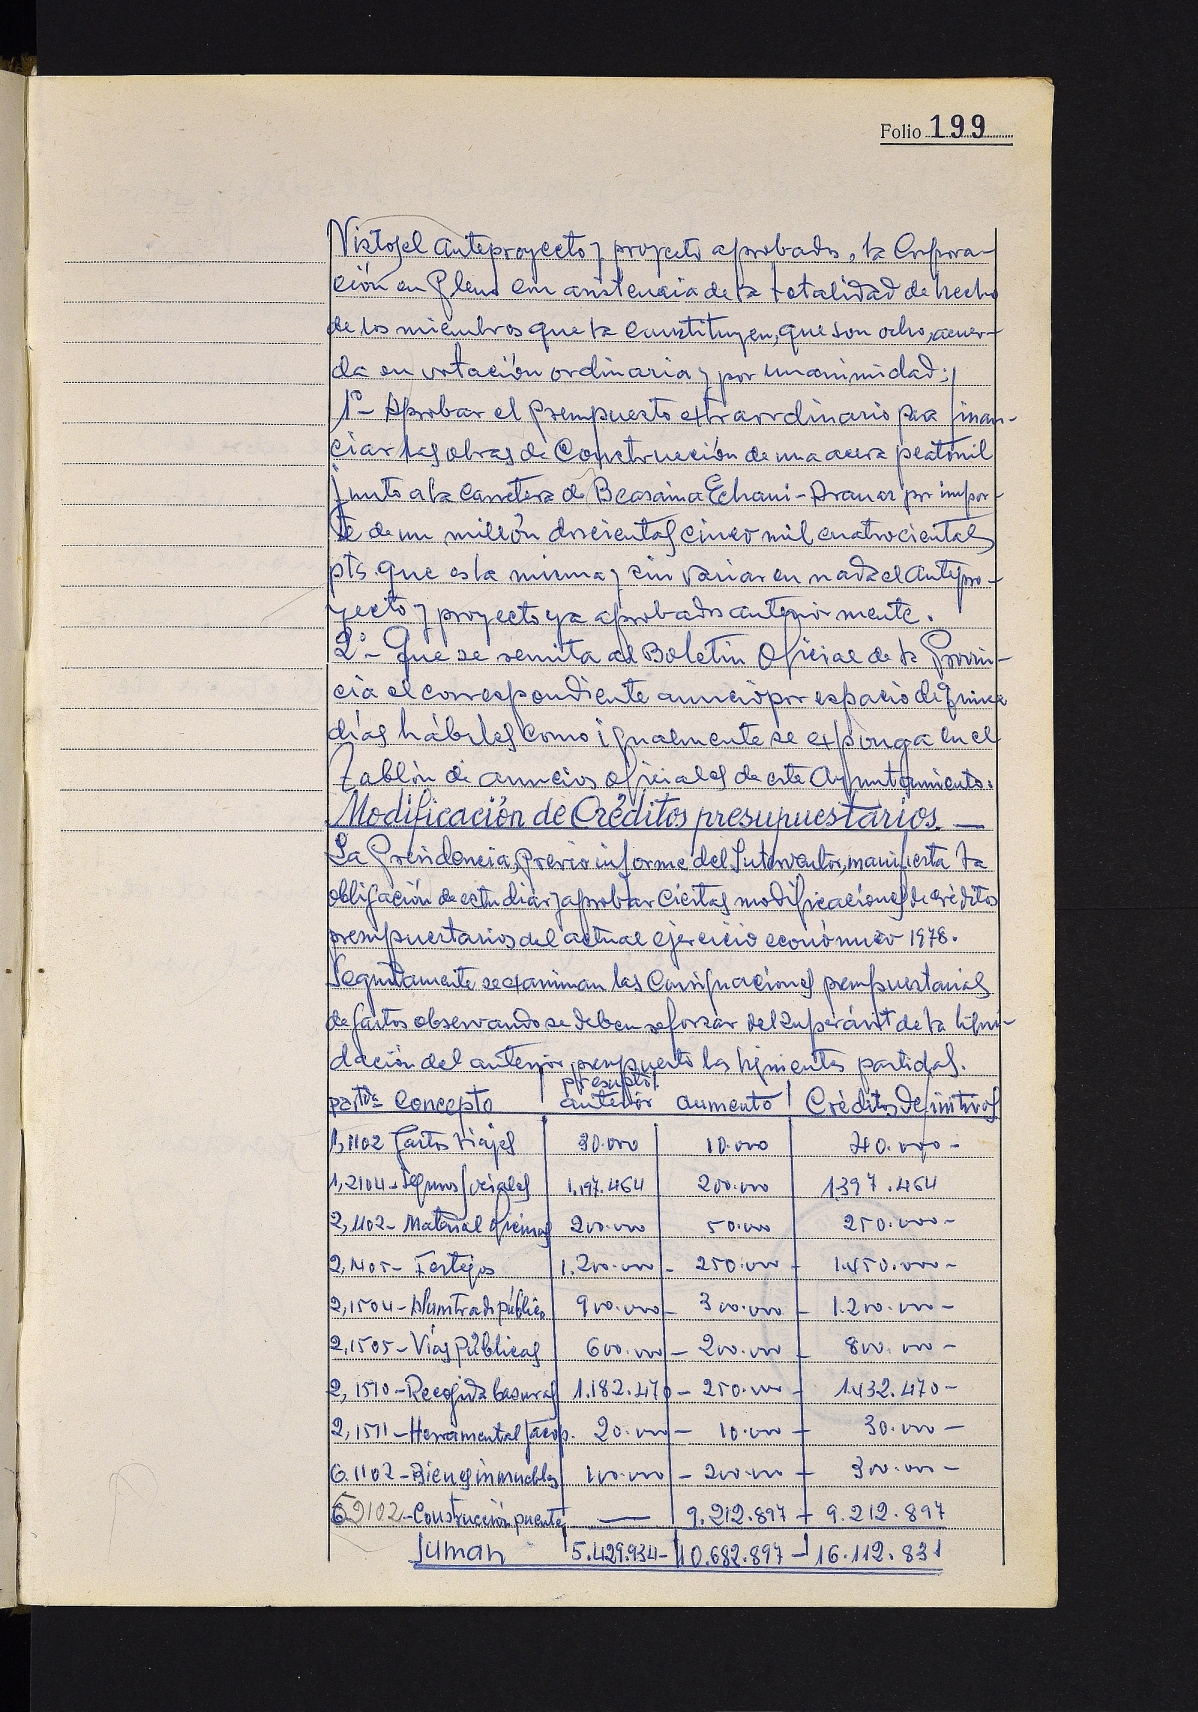 Folio 199
Vistos el anteproyecto y proyecto aprobados, la Corpora-
ción en Pleno con asistencia de la totalidad de hecho
de los miembros que la constituyen, que son ocho, acuer-
da en votación ordinaria y por unanimidad;
1º- Aprobar el presupuesto extraordinario para finan-
ciar las obras de Construcción de una acera peatonil
junto a la Carretera de Beasaina Echarri-Aranaz por impor-
te de un millón doscientas cinco mil cuatrocientas
pts. que es la misma y sin variar en nada el Antepro-
yecto y proyecto ya aprobados anteriormente.
2º- Que se remita al Boletín Oficial de la Provin-
cia el correspondiente anuncio por espacio de quince
días hábiles como igualmente se exponga en el
Tablón de anuncios oficiales de este Ayuntamiento.
Modificación de Créditos presupuestarios. —
La Presidencia, Previo informe del Interventor, manifiesta la
obligación de estudiar y aprobar ciertas modificaciones de créditos
presupuestarios del actual ejercicio económico 1978.
Seguidamente se examinan las Consignaciones presupuestarias
de gastos observando se deben reforzar del Superávit de la liqui-
dación del anterior presupuesto las siguientes partidas.
partds Concepto presupto. anterior aumento Créditos definitivos
1,1102 Gastos Viajes 30.000 10.000 40.000 -
1,2104- Seguros Sociales 1.197.464 200.000 1.397.464
2,1102- Material oficinas 200.000 50.000 250.000 -
2,1405- Festejos 1.200.000 - 250.000 - 1.450.000 -
2,1504- Alumbrado público 900.000 - 300.000 - 1.200.000 -
2,1505- Vías Públicas 600.000 - 200.000 - 800.000 -
2,1510- Recogida basuras 1.182.470 - 250.000 - 1.432.470 -
2,1511- Herramental 20.000 - 10.000 - 30.000 -
6.1102- Bienes inmuebles 100.000 - 200.000 - 300.000 -
6 2102- Construcción puente — 9.212.897 - 9.212.897
Suman 5.429.934 - 10.682.897 - 16.112.831